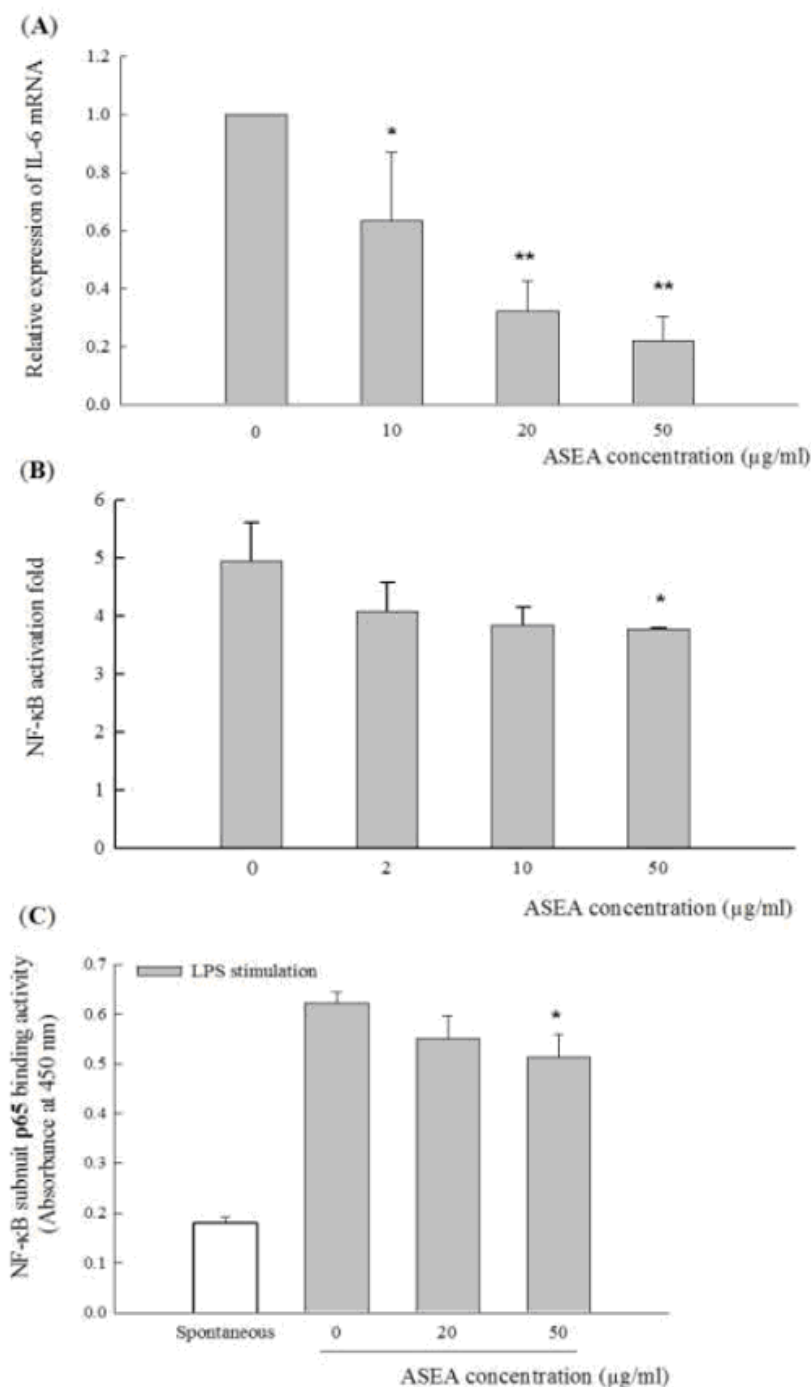 (A)
Relative expression of IL-6 mRNA
1.2
1.0
0.8
0.6
0.4
0.2
0.0
*
**
**
0 10 20 50
ASEA concentration (µg/ml)
(B)
NF-κB activation fold
6
5
4
3
2
1
0
*
0 2 10 50
ASEA concentration (µg/ml)
(C)
NF-κB subnuit p65 binding activity
(Absorbance at 450 nm)
0.7
0.6
0.5
0.4
0.3
0.2
0.1
0.0
LPS stimulation
*
Spontaneous 0 20 50
ASEA concentration (µg/ml)